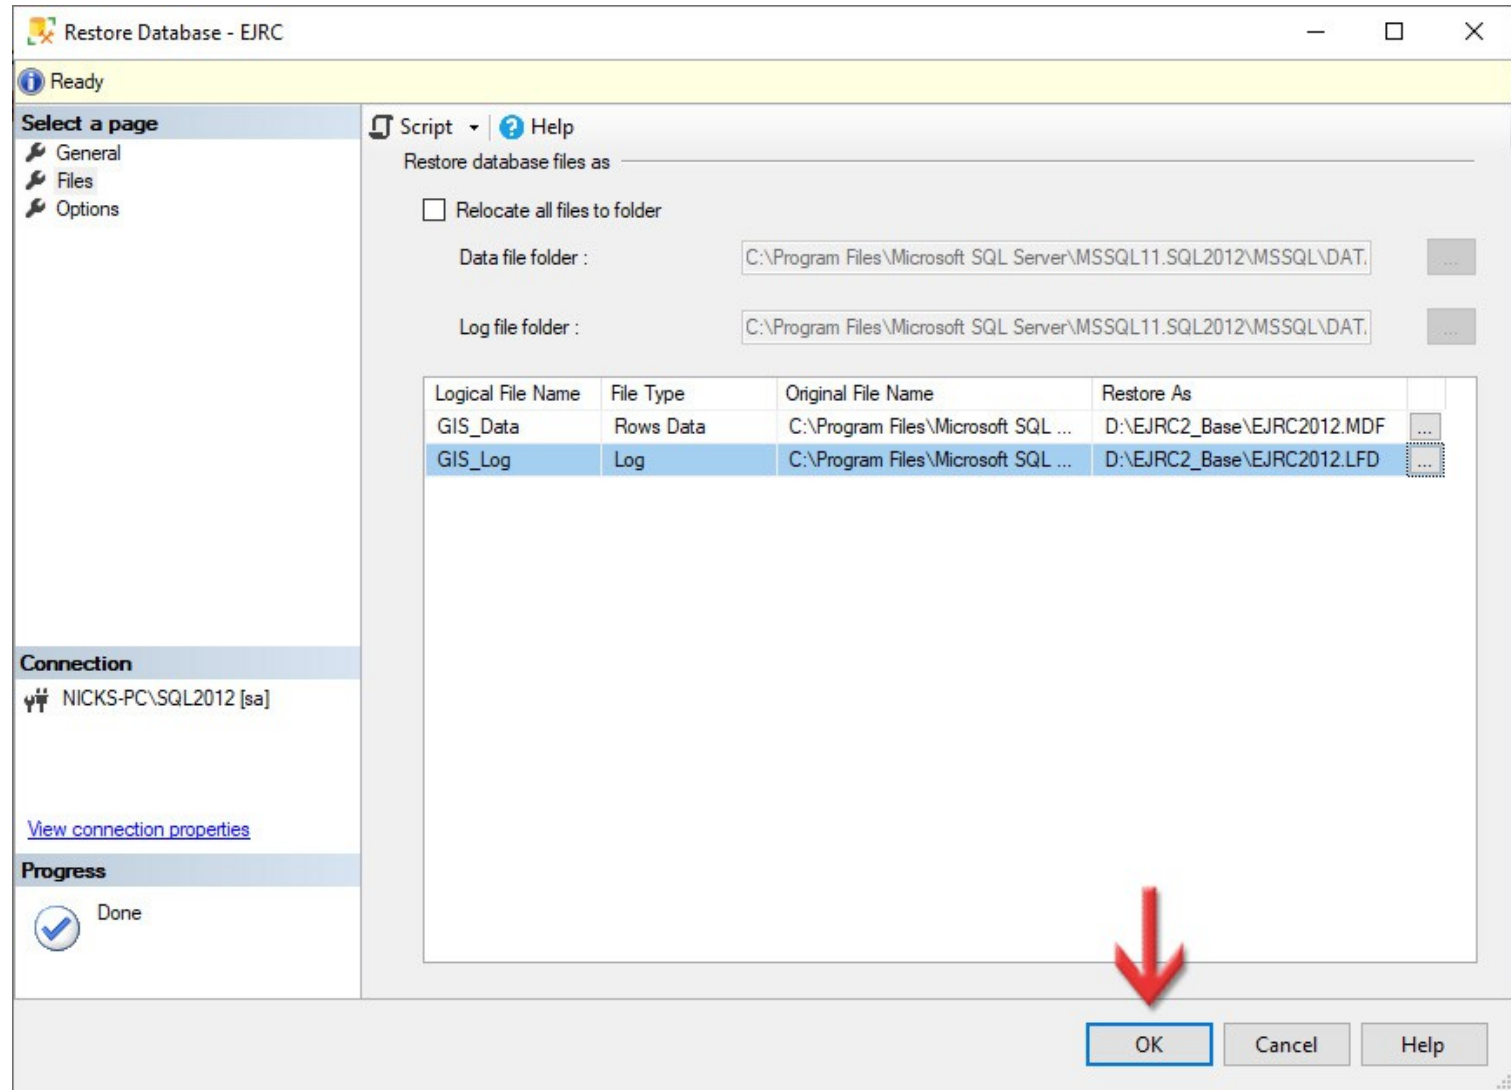 Restore Database - EJRC
Ready
Select a page
General
Files
Options
Script
Help
Restore database files as
Relocate all files to folder
Data file folder :
C:\Program Files\Microsoft SQL Server\MSSQL11.SQL2012\MSSQL\DAT.
...
Log file folder :
C:\Program Files\Microsoft SQL Server\MSSQL11.SQL2012\MSSQL\DAT.
...
Logical File Name File Type Original File Name Restore As
GIS_Data Rows Data C:\Program Files\Microsoft SQL ... D:\EJRC2_Base\EJRC2012.MDF ...
GIS_Log Log C:\Program Files\Microsoft SQL ... D:\EJRC2_Base\EJRC2012.LFD ...
Connection
NICKS-PC\SQL2012 [sa]
View connection properties
Progress
Done
OK Cancel Help